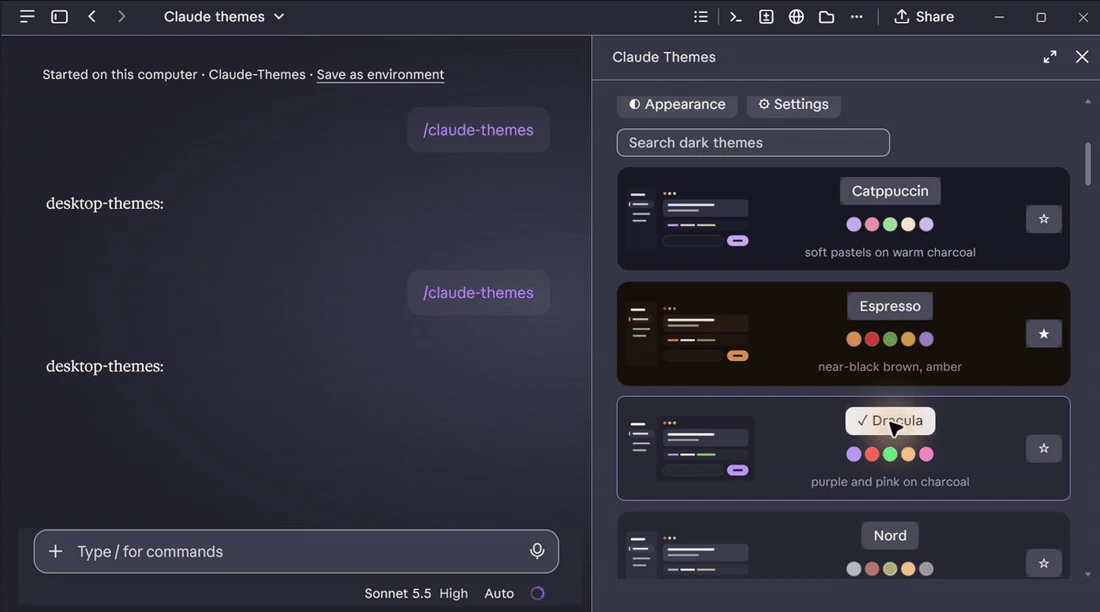 Claude themes
Share
Started on this computer · Claude-Themes · Save as environment
/claude-themes
desktop-themes:
/claude-themes
desktop-themes:
Type / for commands
Sonnet 5.5 High Auto
Claude Themes
Appearance Settings
Search dark themes
Catppuccin
soft pastels on warm charcoal
Espresso
near-black brown, amber
✓ Dracula
purple and pink on charcoal
Nord